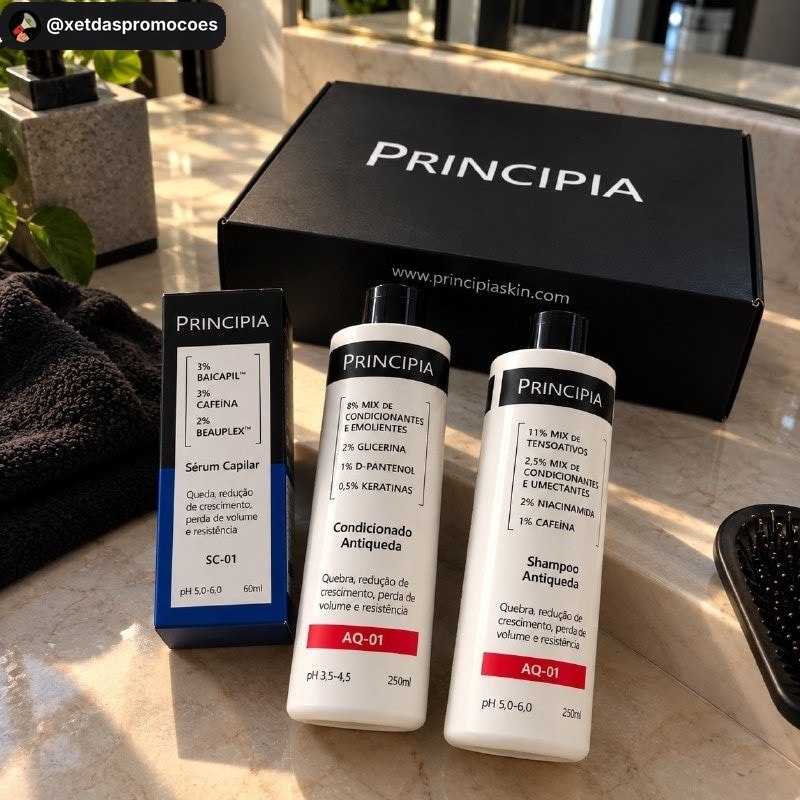 @xetdaspromocoes
PRINCIPIA
www.principiaskin.com
PRINCIPIA
3%
BAICAPIL™
3%
CAFEÍNA
2%
BEAUPLEX™
Sérum Capilar
Queda, redução
de crescimento,
perda de volume
e resistência
SC-01
pH 5,0-6,0 60ml
PRINCIPIA
8% MIX DE
CONDICIONANTES
E EMOLIENTES
2% GLICERINA
1% D-PANTENOL
0,5% KERATINAS
Condicionado
Antiqueda
Quebra, redução de
crescimento, perda de
volume e resistência
AQ-01
pH 3,5-4,5 250ml
PRINCIPIA
11% MIX DE
TENSOATIVOS
2,5% MIX DE
CONDICIONANTES
E UMECTANTES
2% NIACINAMIDA
1% CAFEÍNA
Shampoo
Antiqueda
Quebra, redução de
crescimento, perda de
volume e resistência
AQ-01
pH 5,0-6,0 250ml